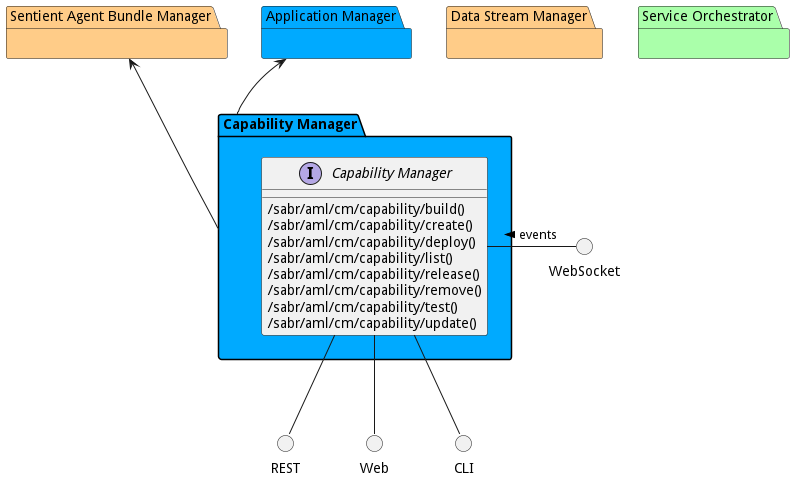 Sentient Agent Bundle Manager
Application Manager
Data Stream Manager
Service Orchestrator
Capability Manager
I
Capability Manager
/sabr/aml/cm/capability/build()
/sabr/aml/cm/capability/create()
/sabr/aml/cm/capability/deploy()
/sabr/aml/cm/capability/list()
/sabr/aml/cm/capability/release()
/sabr/aml/cm/capability/remove()
/sabr/aml/cm/capability/test()
/sabr/aml/cm/capability/update()
events
WebSocket
REST
Web
CLI